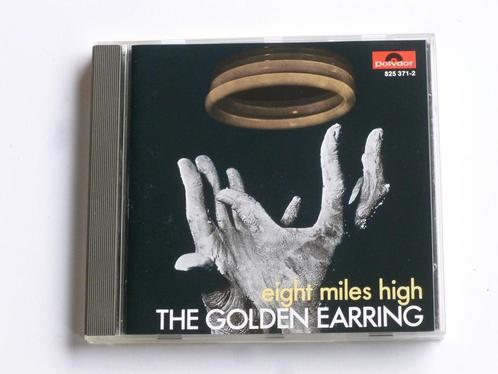 polydor
825 371-2
eight miles high
THE GOLDEN EARRING